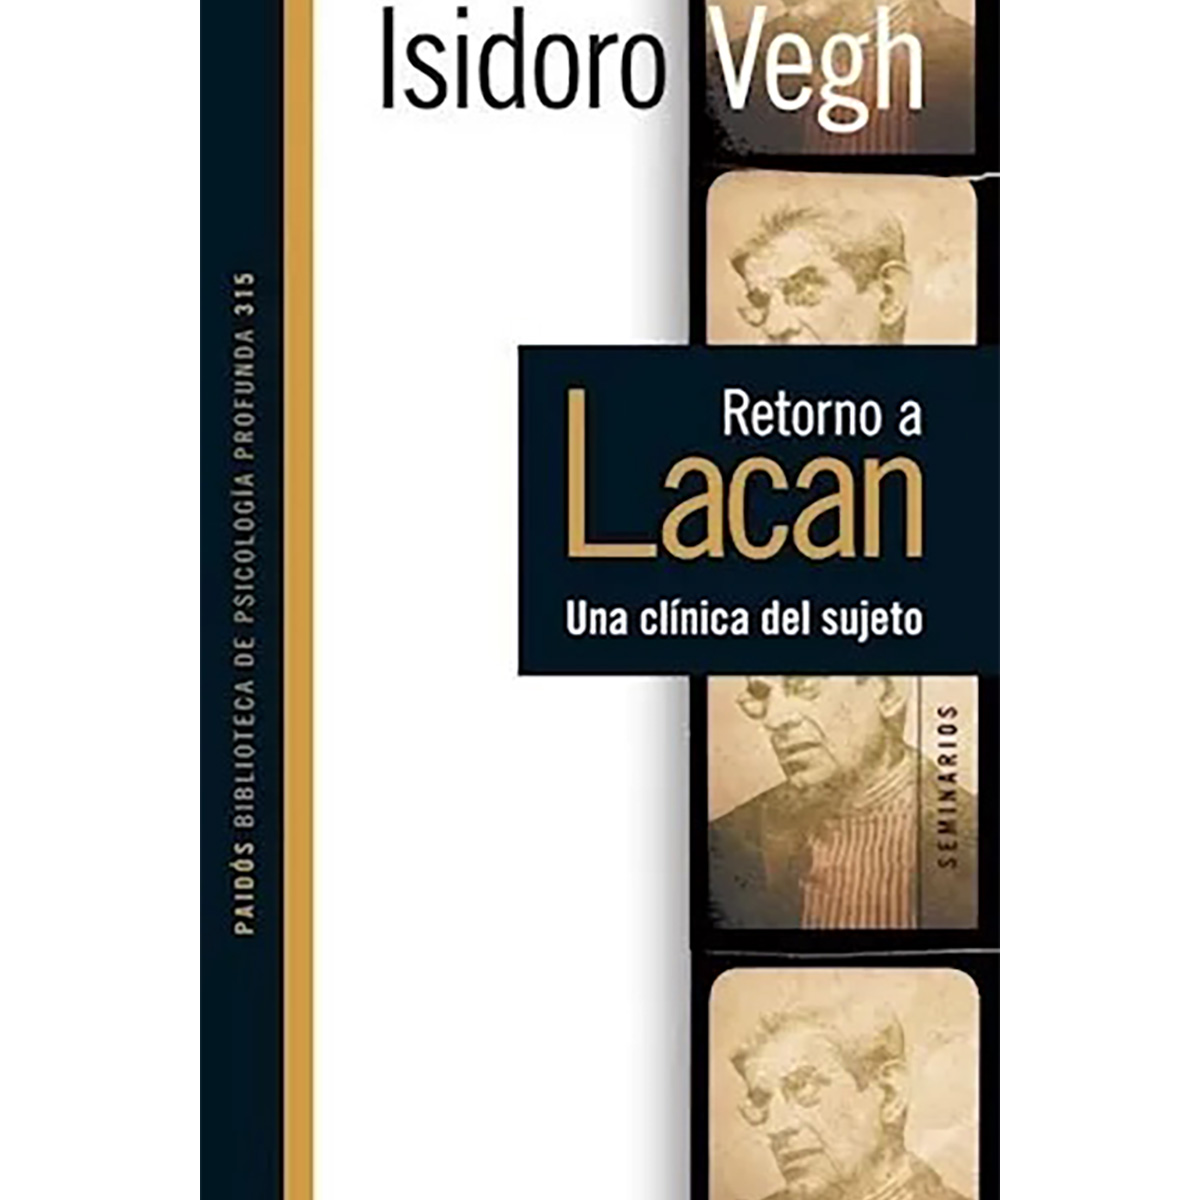 Isidoro Vegh
Retorno a
Lacan
Una clínica del sujeto
SEMINARIOS
PAIDÓS BIBLIOTECA DE PSICOLOGÍA PROFUNDA 315